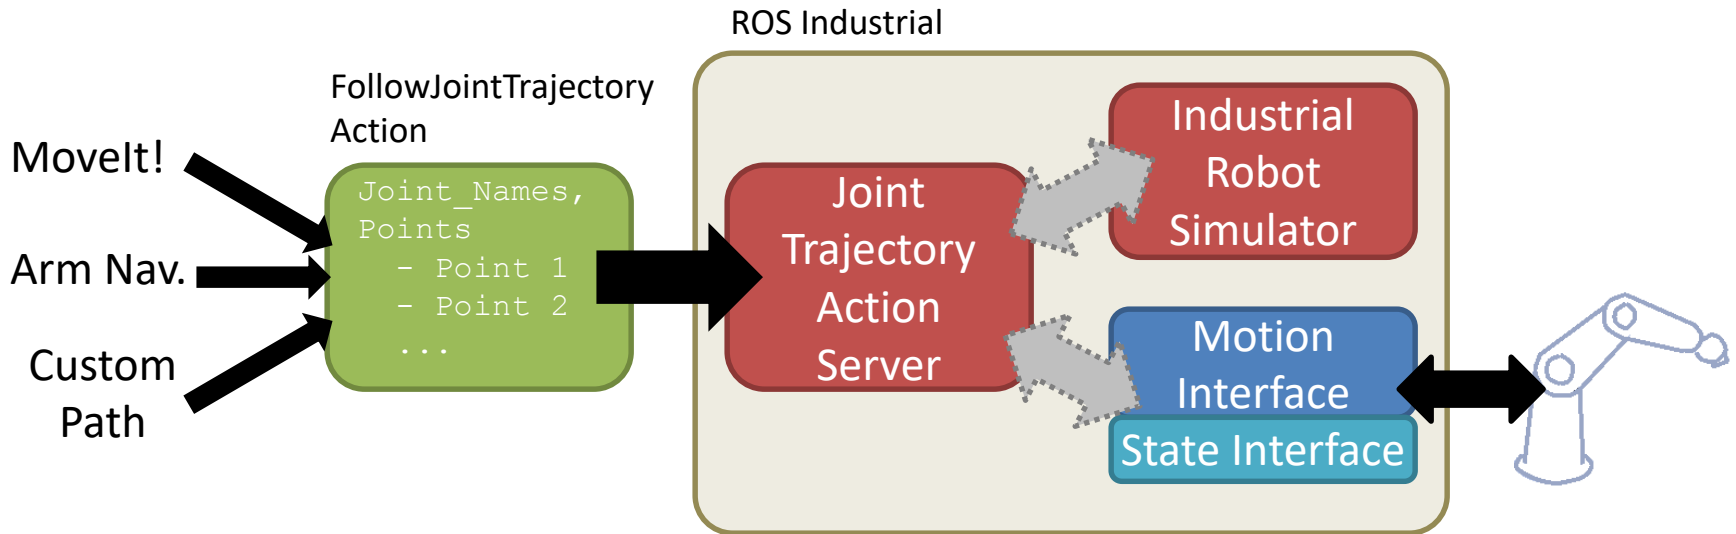 ROS Industrial
FollowJointTrajectory
Action
MoveIt!
Arm Nav.
Custom
Path
Joint_Names,
Points
- Point 1
- Point 2
...
Joint
Trajectory
Action
Server
Industrial
Robot
Simulator
Motion
Interface
State Interface